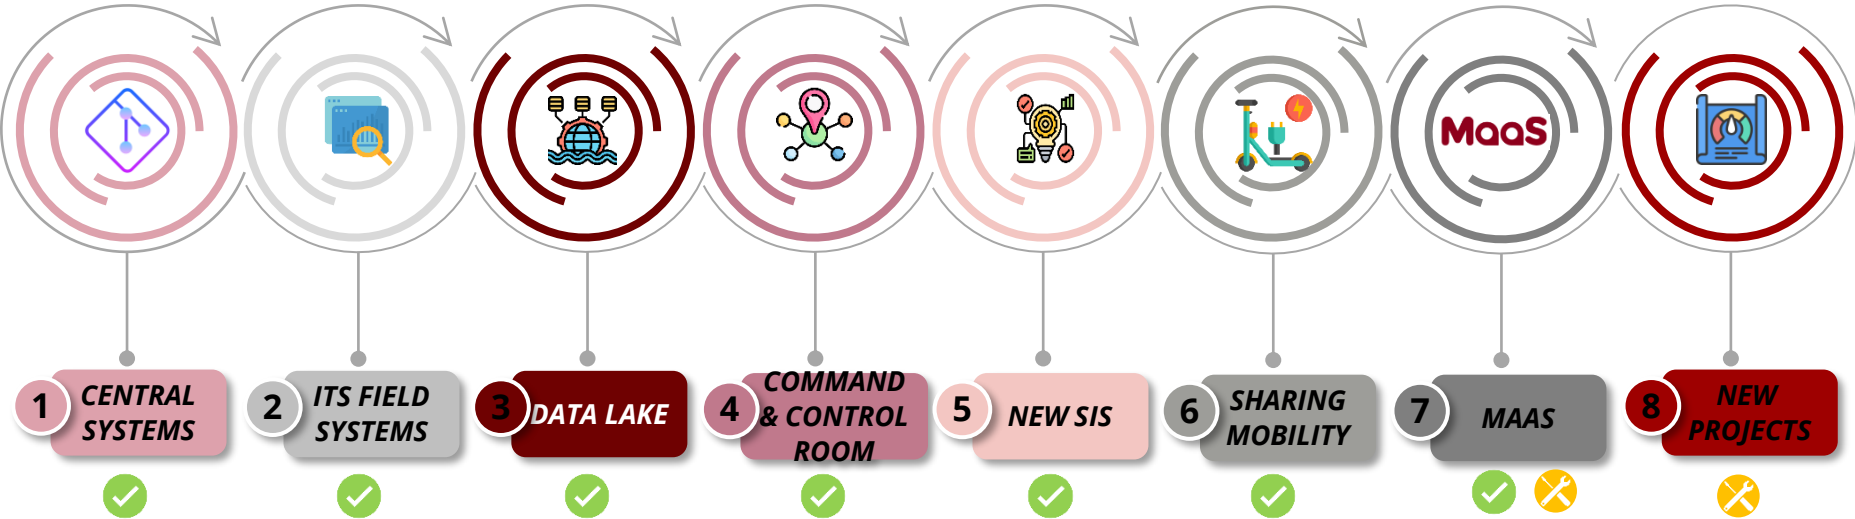 MaaS
1
CENTRAL
SYSTEMS
2
ITS FIELD
SYSTEMS
3
DATA LAKE
4
COMMAND
& CONTROL
ROOM
5
NEW SIS
6
SHARING
MOBILITY
7
MAAS
8
NEW
PROJECTS